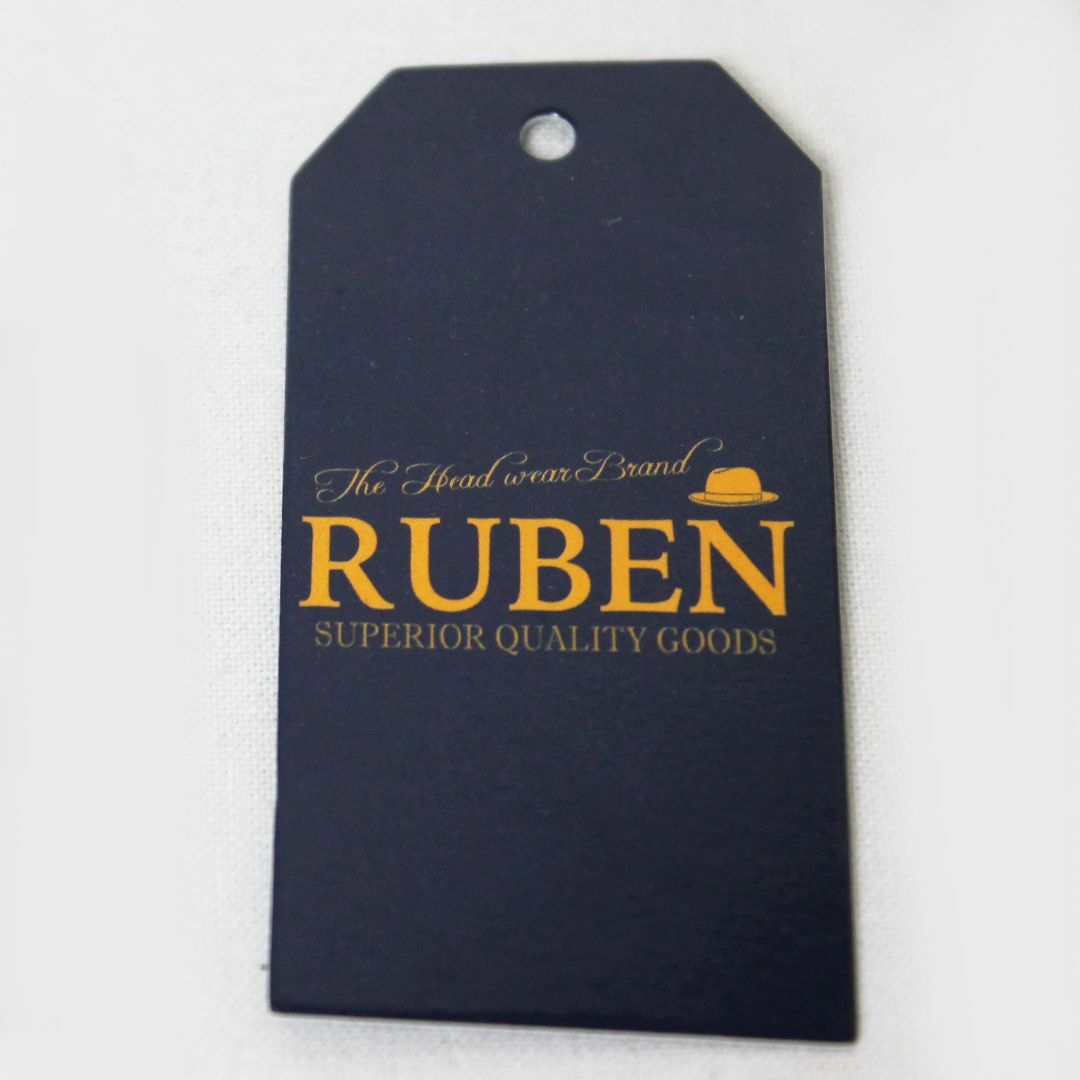 The Head wear Brand
RUBEN
SUPERIOR QUALITY GOODS